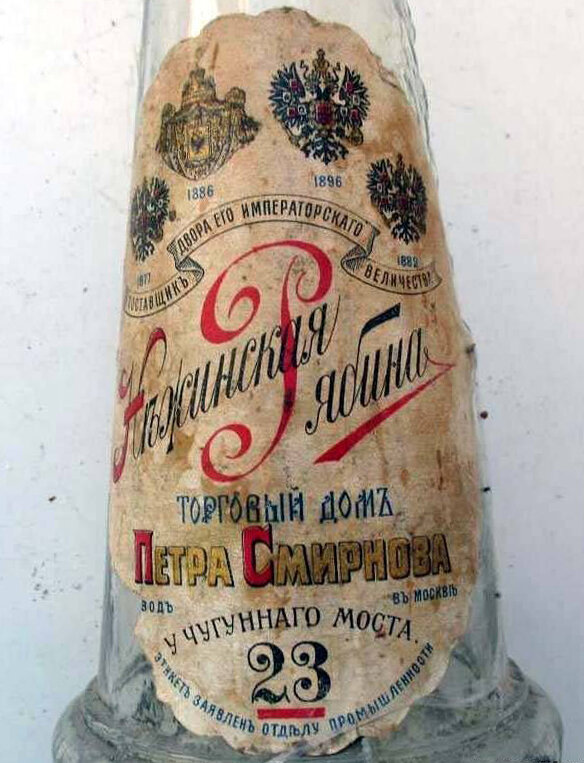 1886
1896
1877
1882
ПОСТАВЩИКЪ ДВОРА ЕГО ИМПЕРАТОРСКАГО ВЕЛИЧЕСТВА
Нѣжинская
Рябина
ТОРГОВЫЙ ДОМЪ
ПЕТРА СМИРНОВА
ВОДЪ
ВЪ МОСКВѢ
У ЧУГУННАГО МОСТА.
23
ЭТИКЕТЪ ЗАЯВЛЕНЪ ОТДѢЛУ ПРОМЫШЛЕННОСТИ